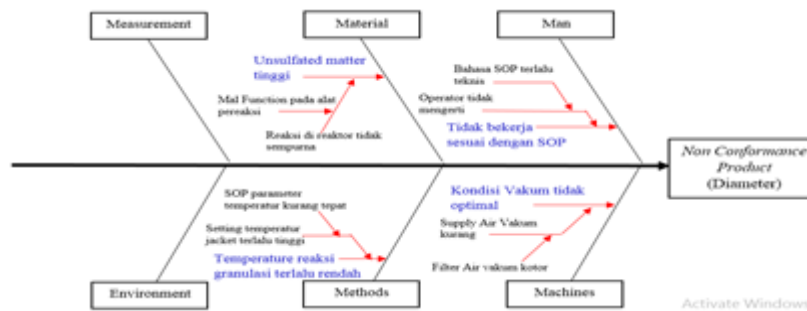 Measurement
Material
Man
Unsulfated matter
tinggi
Mal Function pada alat
pereaksi
Reaksi di reaktor tidak
sempurna
Bahasa SOP terlalu
teknis
Operator tidak
mengerti
Tidak bekerja
sesuai dengan SOP
Non Conformance
Product
(Diameter)
SOP parameter
temperatur kurang tepat
Setting temperatur
jacket terlalu tinggi
Temperature reaksi
granulasi terlalu rendah
Kondisi Vakum tidak
optimal
Supply Air Vakum
kurang
Filter Air vakum kotor
Environment
Methods
Machines
Activate Windows